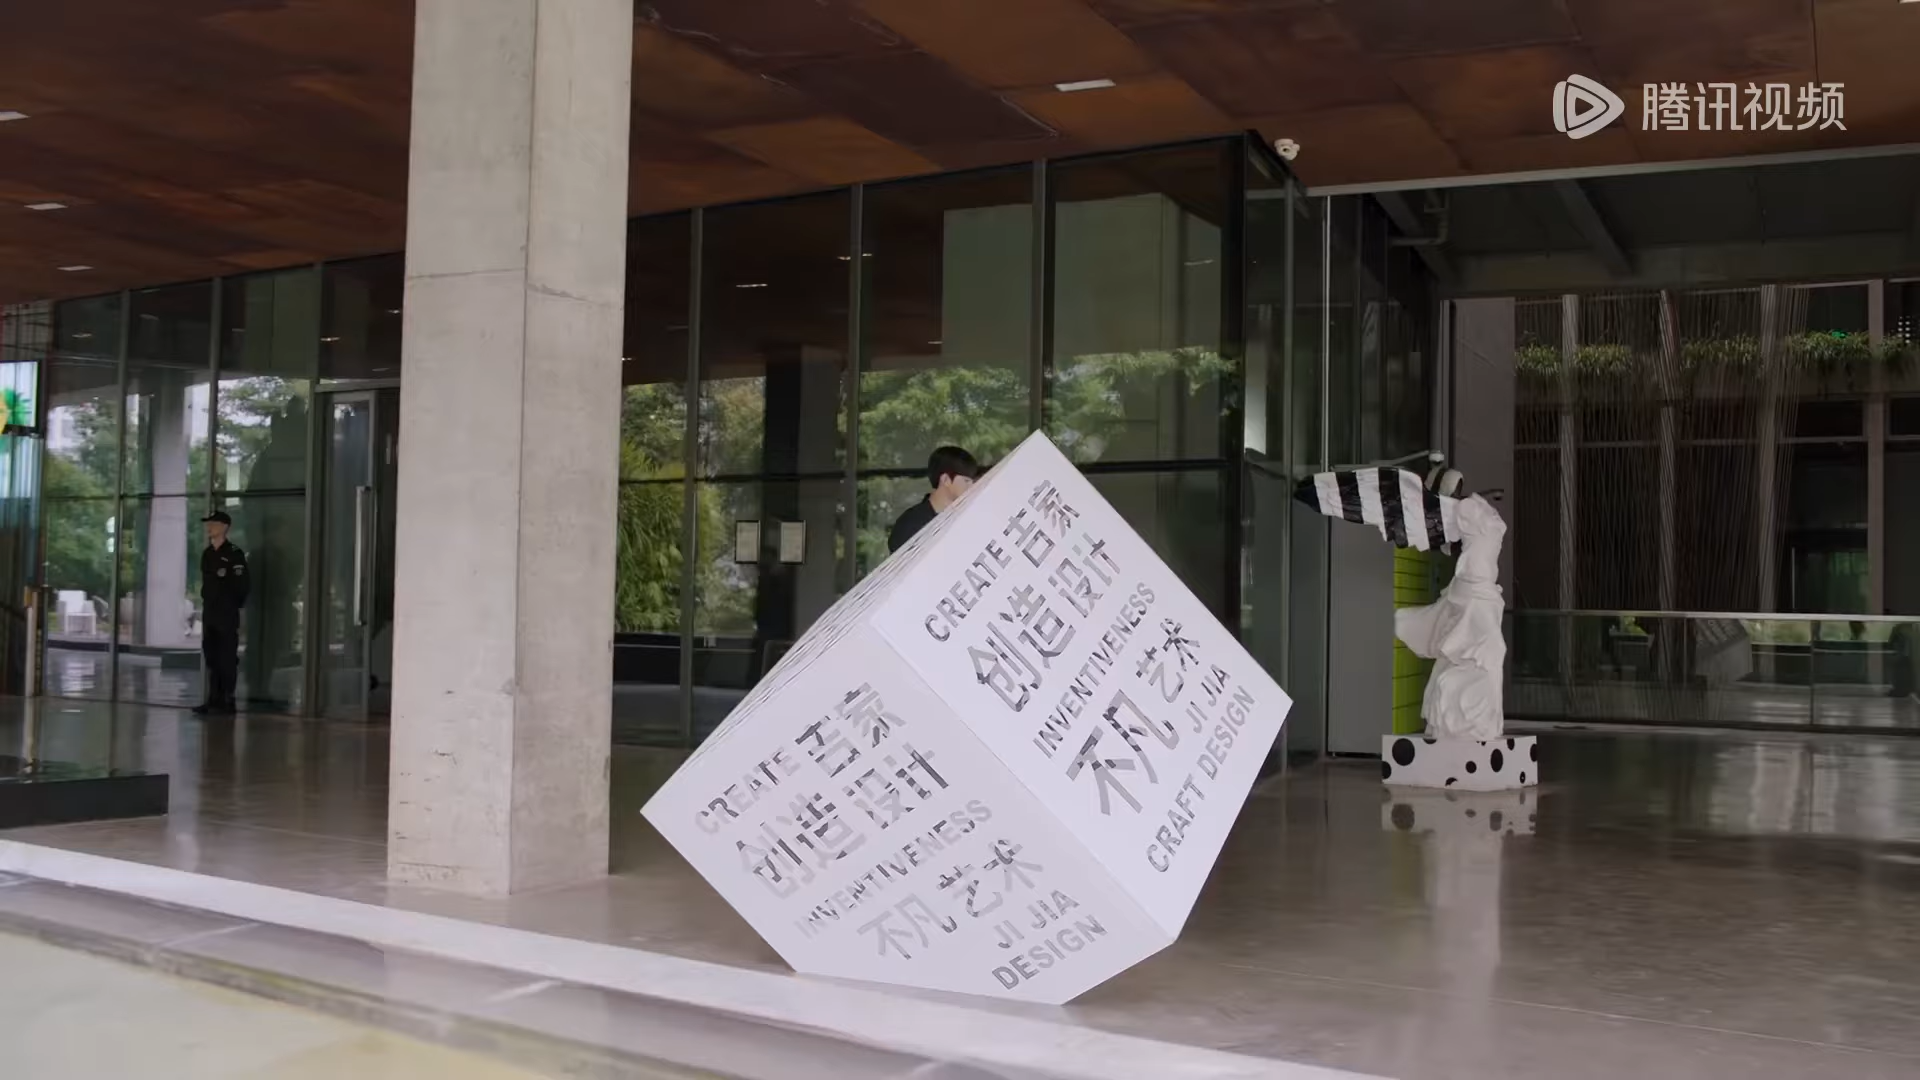 腾讯视频
CREATE 吉家
创造设计
INVENTIVENESS
不凡艺术
JI JIA
DESIGN
CREATE 吉家
创造设计
INVENTIVENESS
不凡艺术
JI JIA
CRAFT DESIGN